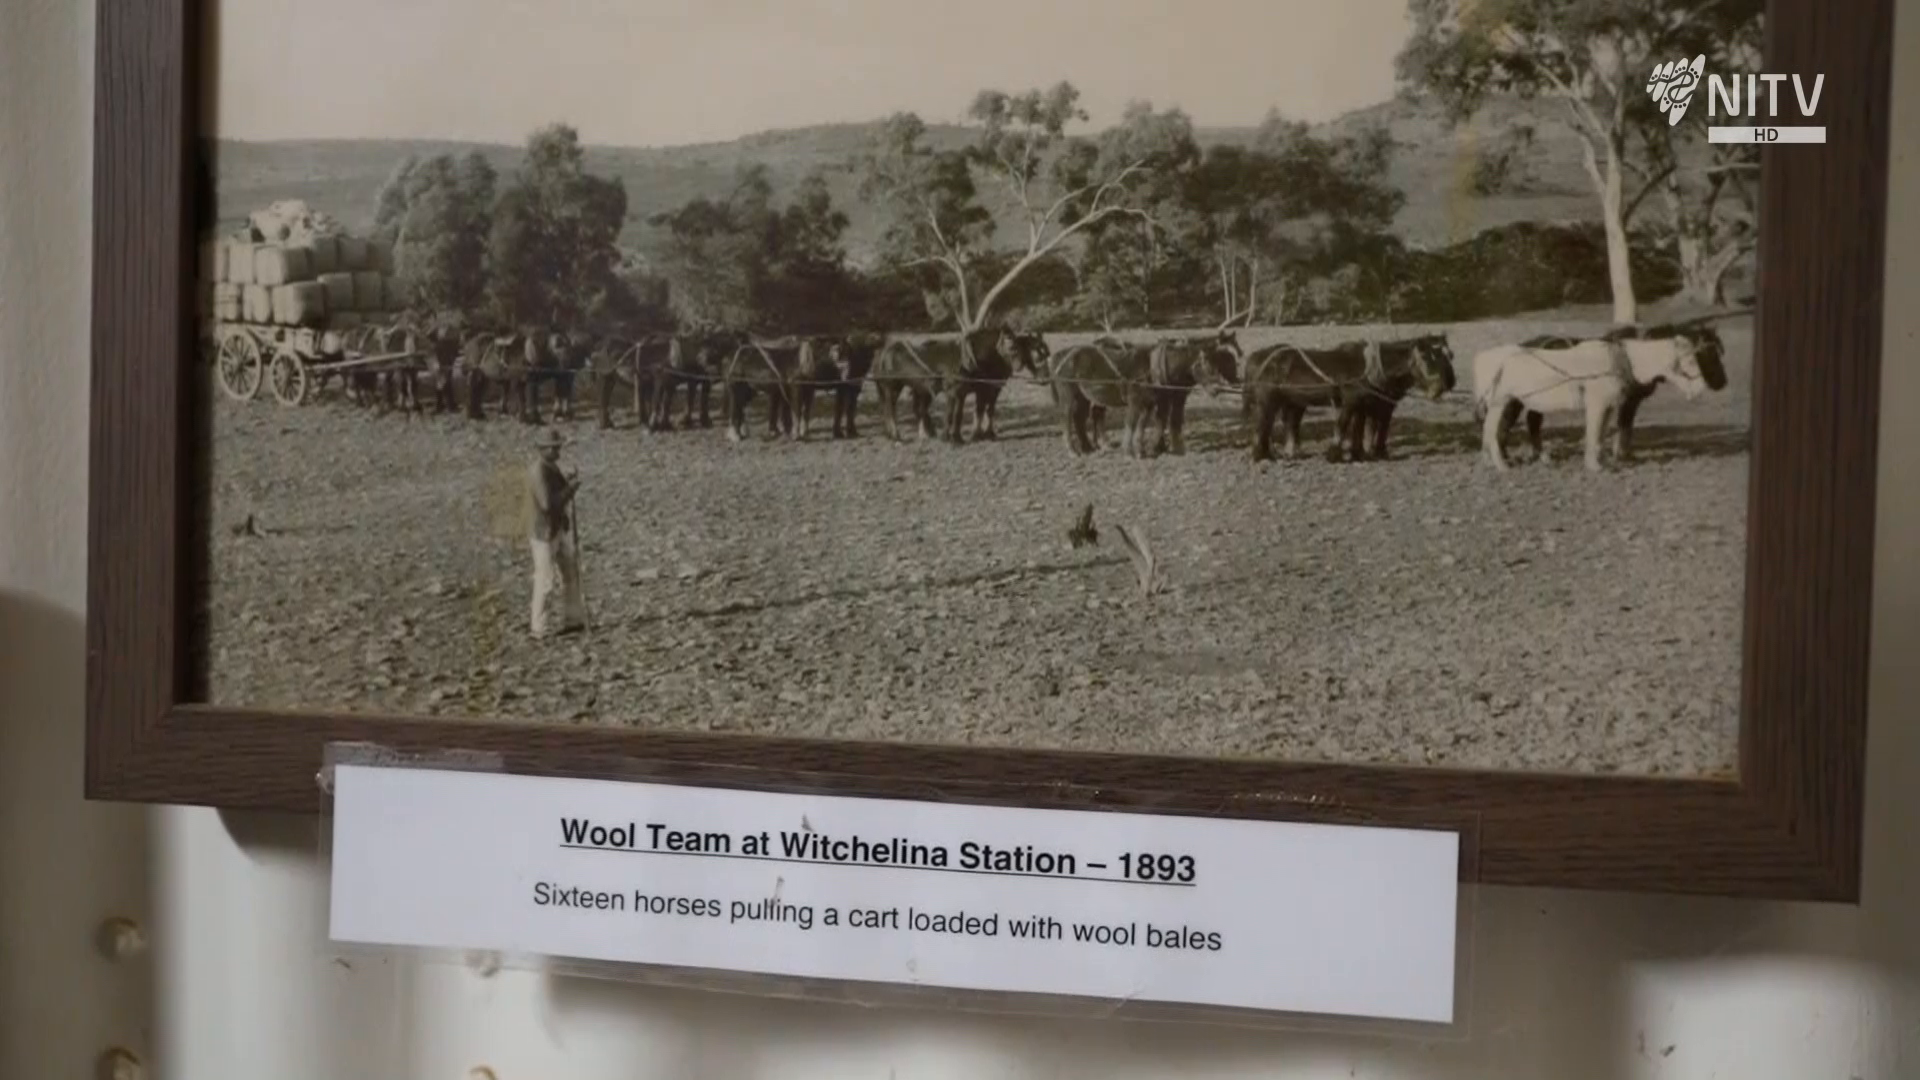 NITV
HD
Wool Team at Witchelina Station – 1893
Sixteen horses pulling a cart loaded with wool bales